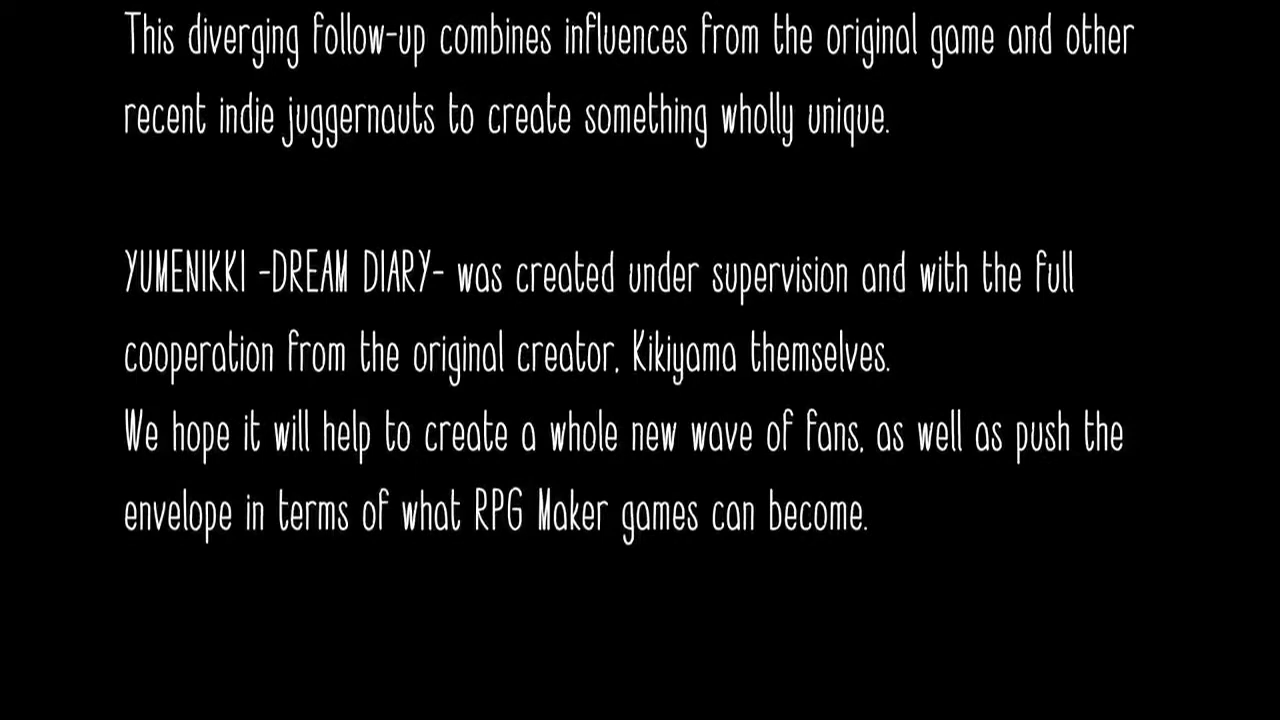 This diverging follow-up combines influences from the original game and other
recent indie juggernauts to create something wholly unique.
YUMENIKKI -DREAM DIARY- was created under supervision and with the full
cooperation from the original creator, Kikiyama themselves.
We hope it will help to create a whole new wave of fans, as well as push the
envelope in terms of what RPG Maker games can become.